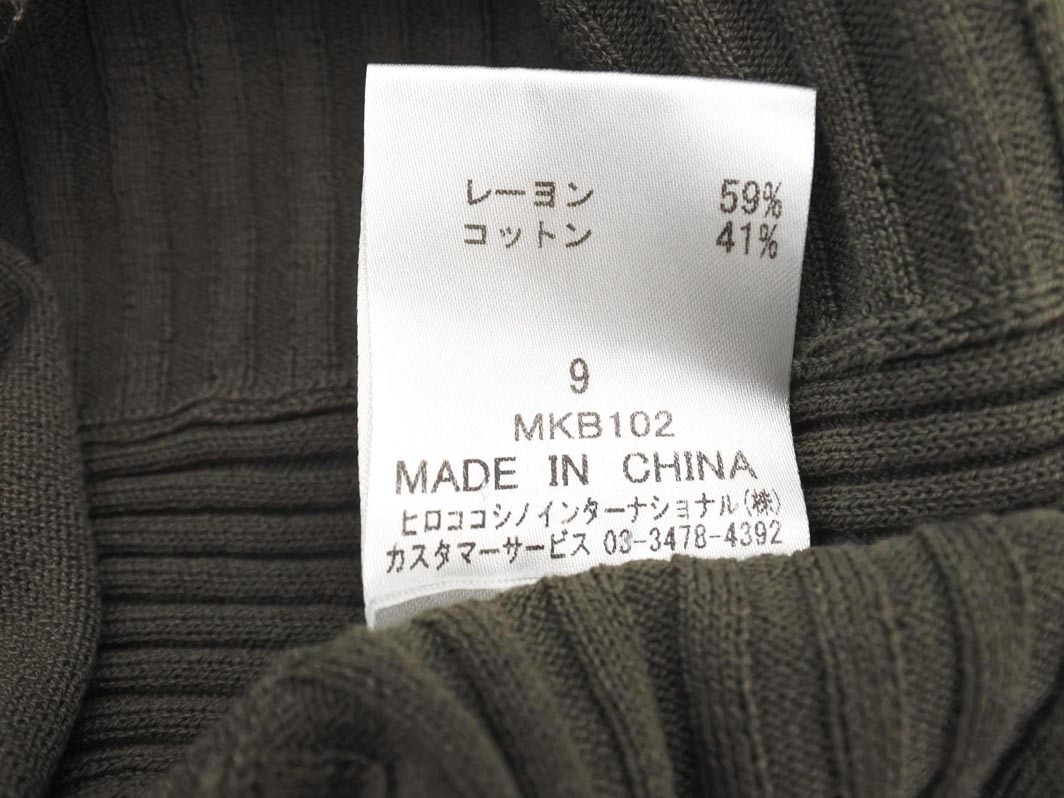 レーヨン 59%
コットン 41%
9
MKB102
MADE IN CHINA
ヒロココシノインターナショナル(株)
カスタマーサービス 03-3478-4392